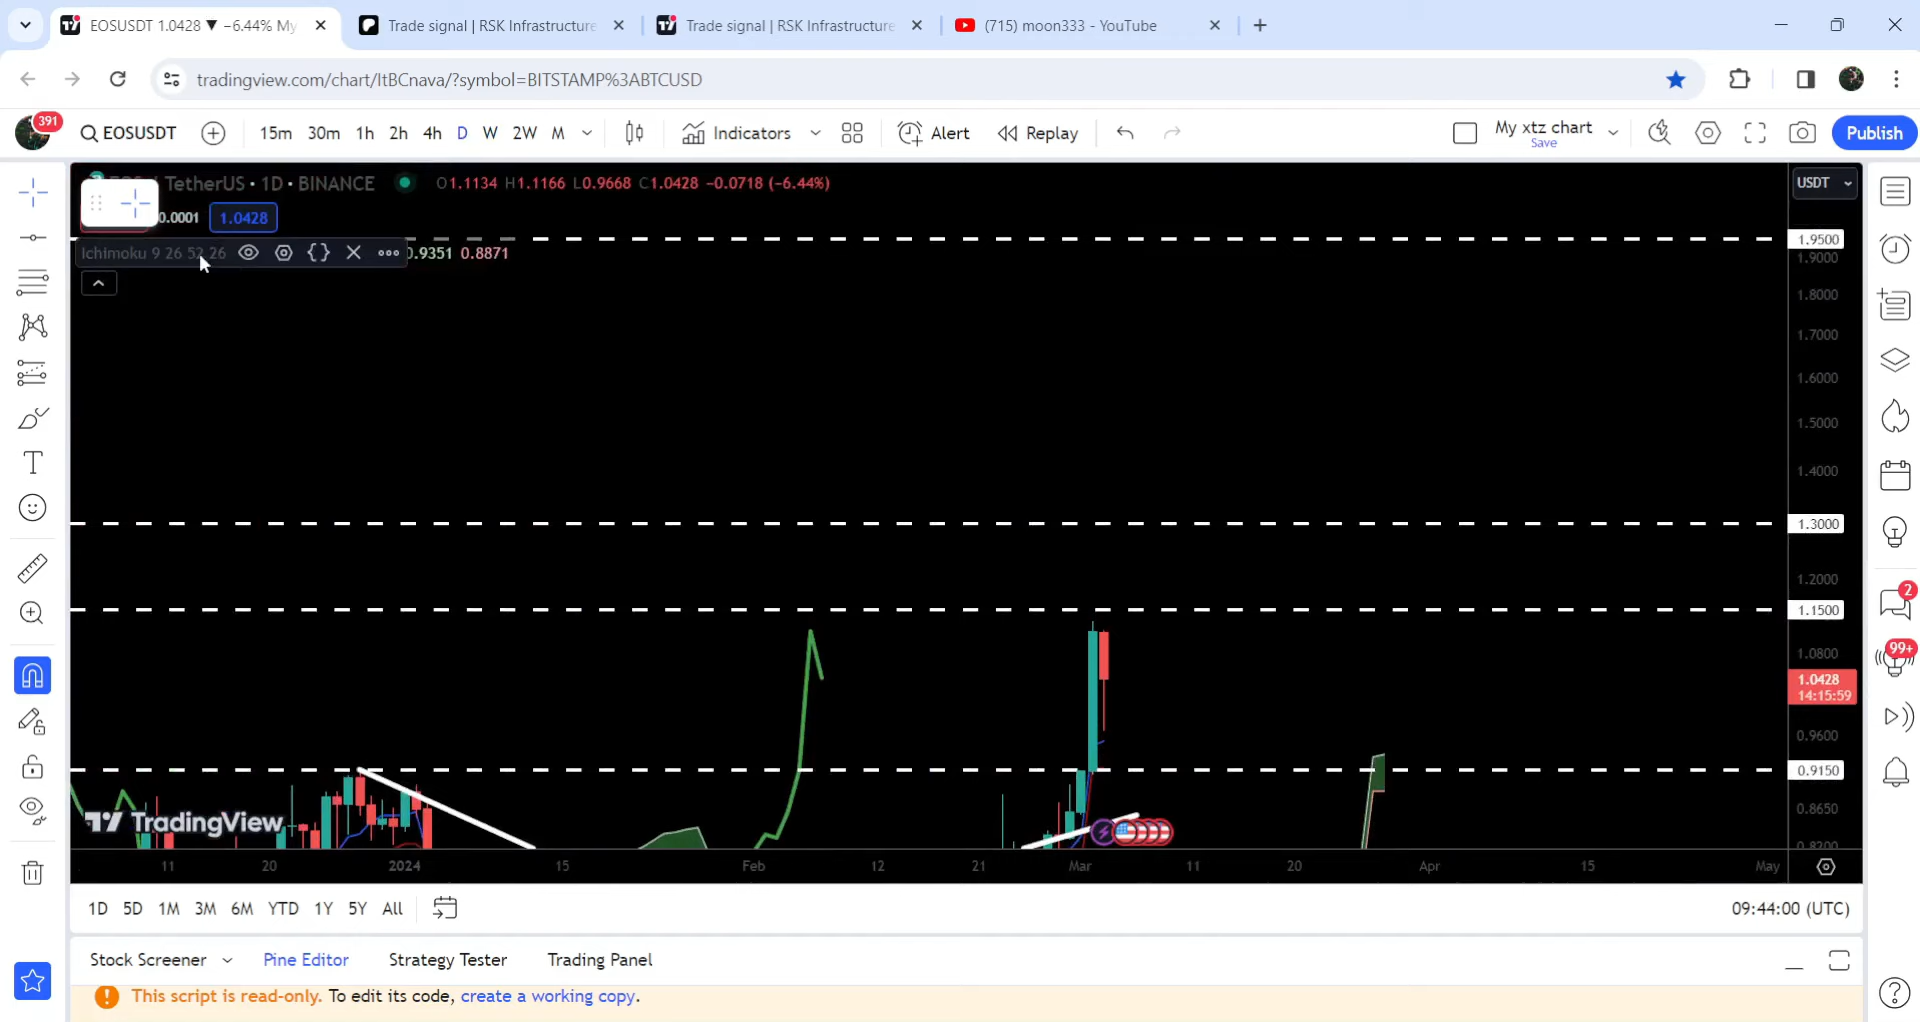 EOSUSDT 1.0428 ▼ −6.44% My
Trade signal | RSK Infrastructure
Trade signal | RSK Infrastructure
(715) moon333 - YouTube
tradingview.com/chart/ItBCnava/?symbol=BITSTAMP%3ABTCUSD
391
EOSUSDT
15m 30m 1h 2h 4h D W 2W M
Indicators
Alert
Replay
My xtz chart
Save
Publish
TetherUS • 1D • BINANCE
O1.1134 H1.1166 L0.9668 C1.0428 −0.0718 (−6.44%)
USDT
0.0001
1.0428
Ichimoku 9 26 52 26
0.9351 0.8871
1.9500
1.9000
1.8000
1.7000
1.6000
1.5000
1.4000
1.3000
1.2000
1.1500
1.0800
1.0428
14:15:59
0.9600
0.9150
0.8650
0.8200
TradingView
11 20 2024 15 Feb 12 21 Mar 11 20 Apr 15 May
2
99+
1D 5D 1M 3M 6M YTD 1Y 5Y All
09:44:00 (UTC)
Stock Screener
Pine Editor
Strategy Tester
Trading Panel
This script is read-only. To edit its code, create a working copy.